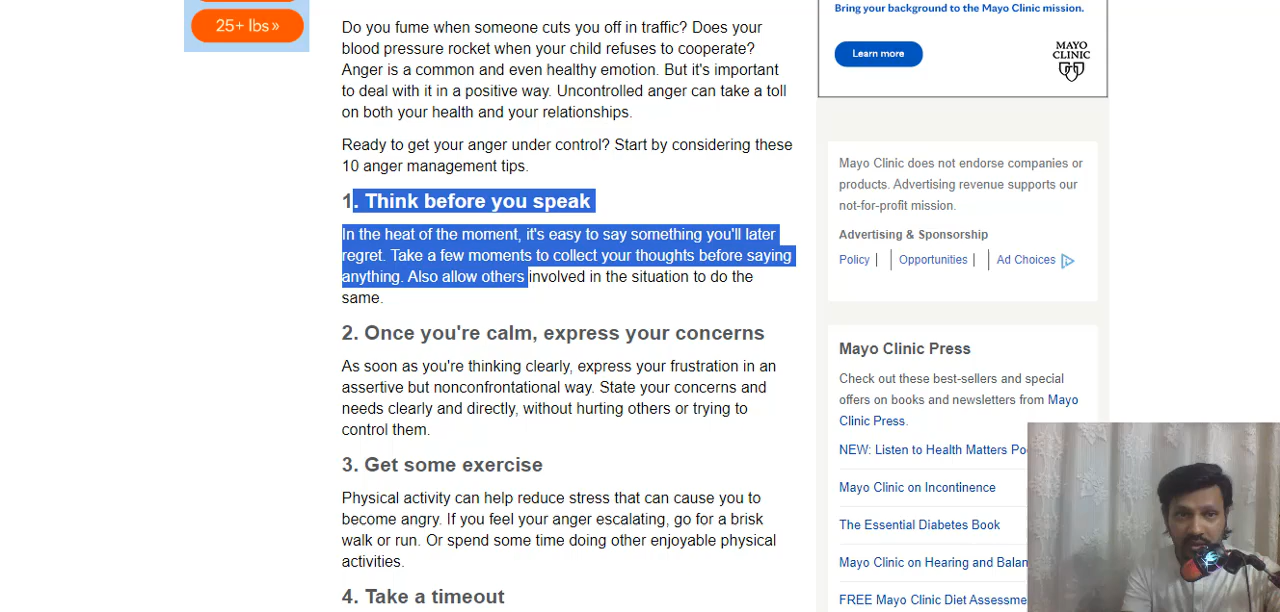 25+ lbs »
Do you fume when someone cuts you off in traffic? Does your
blood pressure rocket when your child refuses to cooperate?
Anger is a common and even healthy emotion. But it's important
to deal with it in a positive way. Uncontrolled anger can take a toll
on both your health and your relationships.
Ready to get your anger under control? Start by considering these
10 anger management tips.
1. Think before you speak
In the heat of the moment, it's easy to say something you'll later
regret. Take a few moments to collect your thoughts before saying
anything. Also allow others involved in the situation to do the
same.
2. Once you're calm, express your concerns
As soon as you're thinking clearly, express your frustration in an
assertive but nonconfrontational way. State your concerns and
needs clearly and directly, without hurting others or trying to
control them.
3. Get some exercise
Physical activity can help reduce stress that can cause you to
become angry. If you feel your anger escalating, go for a brisk
walk or run. Or spend some time doing other enjoyable physical
activities.
4. Take a timeout
Bring your background to the Mayo Clinic mission.
Learn more
MAYO
CLINIC
Mayo Clinic does not endorse companies or
products. Advertising revenue supports our
not-for-profit mission.
Advertising & Sponsorship
Policy | Opportunities | Ad Choices
Mayo Clinic Press
Check out these best-sellers and special
offers on books and newsletters from Mayo
Clinic Press.
NEW: Listen to Health Matters Po
Mayo Clinic on Incontinence
The Essential Diabetes Book
Mayo Clinic on Hearing and Balan
FREE Mayo Clinic Diet Assessme